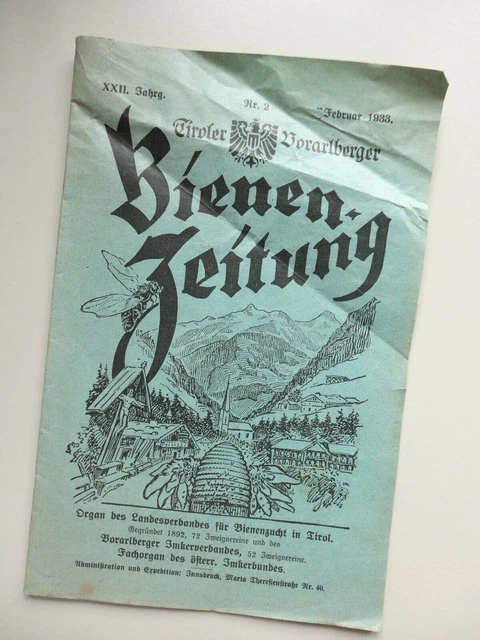 XXII. Jahrg.
Nr. 2
Februar 1933.
Tiroler Vorarlberger
Bienen-
Zeitung
Organ des Landesverbandes für Bienenzucht in Tirol.
Gegründet 1892, 72 Zweigvereine und des
Vorarlberger Imkerverbandes, 52 Zweigvereine.
Fachorgan des österr. Imkerbundes.
Administration und Expedition: Innsbruck, Maria Theresienstraße Nr. 40.